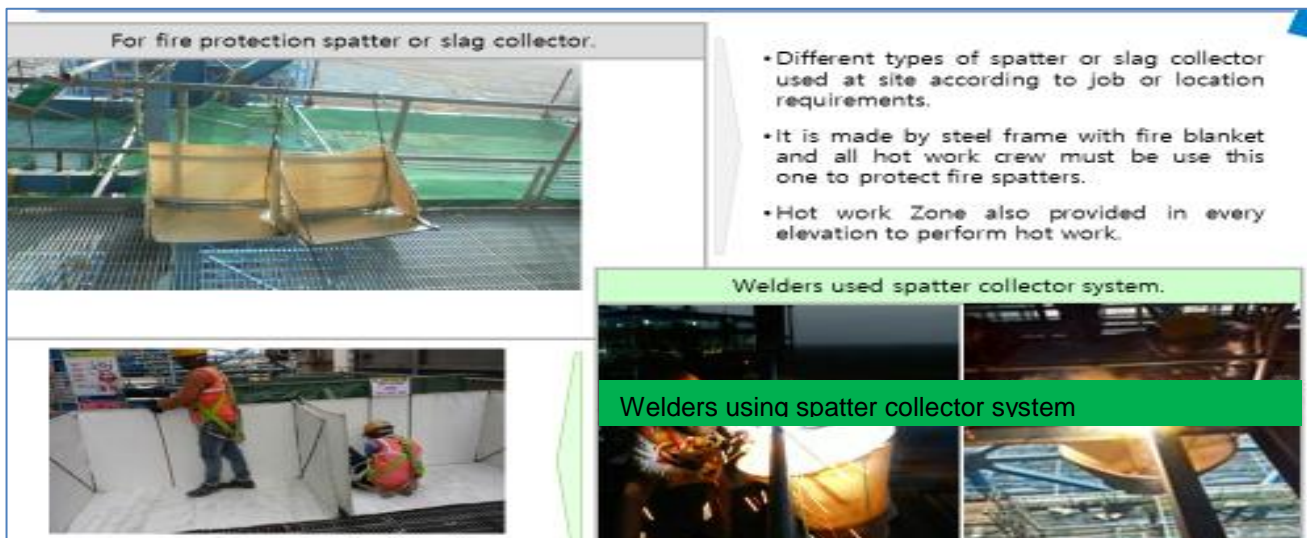 For fire protection spatter or slag collector.
• Different types of spatter or slag collector
used at site according to job or location
requirements.
• It is made by steel frame with fire blanket
and all hot work crew must be use this
one to protect fire spatters.
• Hot work Zone also provided in every
elevation to perform hot work.
Welders used spatter collector system.
Welders using spatter collector system